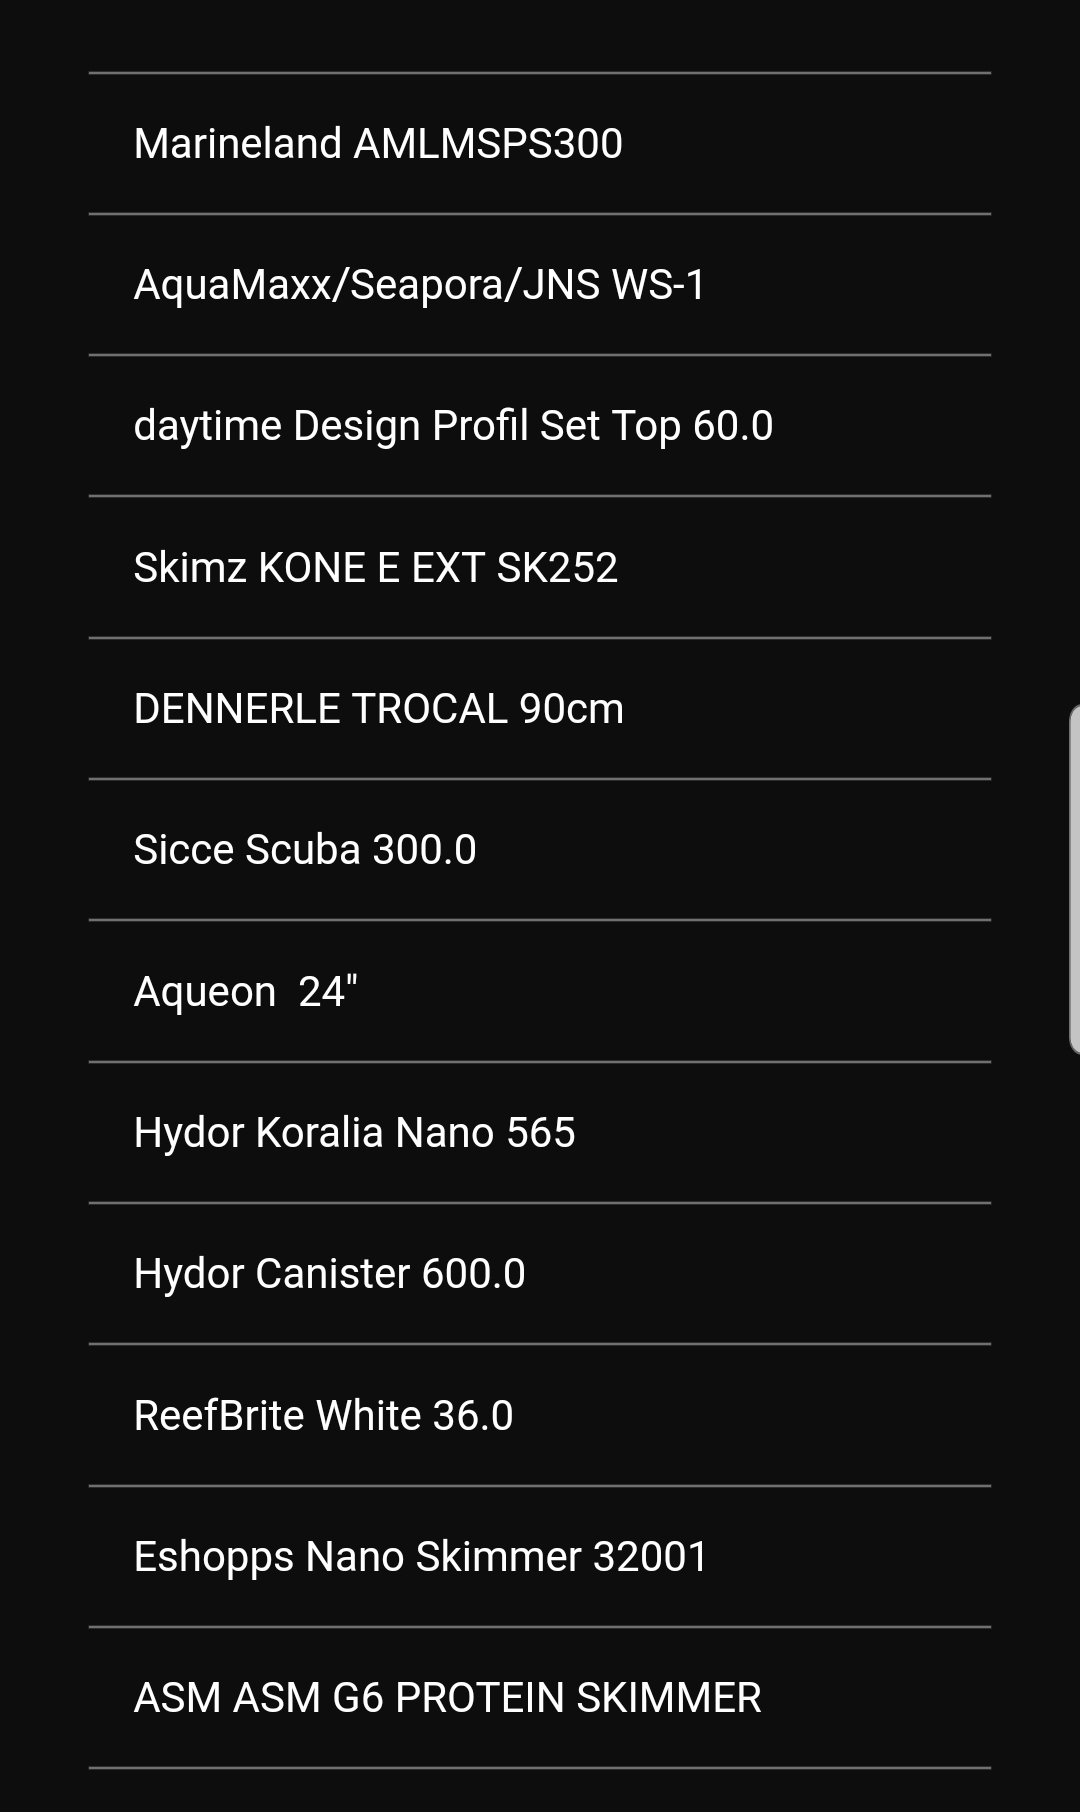 Marineland AMLMSPS300
AquaMaxx/Seapora/JNS WS-1
daytime Design Profil Set Top 60.0
Skimz KONE E EXT SK252
DENNERLE TROCAL 90cm
Sicce Scuba 300.0
Aqueon  24"
Hydor Koralia Nano 565
Hydor Canister 600.0
ReefBrite White 36.0
Eshopps Nano Skimmer 32001
ASM ASM G6 PROTEIN SKIMMER